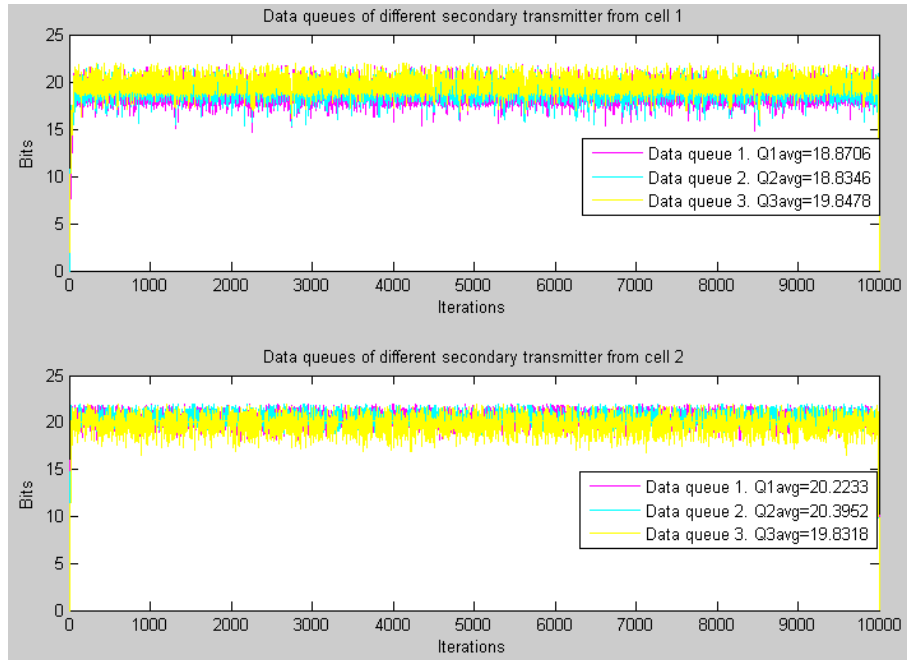 Data queues of different secondary transmitter from cell 1
25
20
15
10
5
0
Bits
Data queue 1. Q1avg=18.8706
Data queue 2. Q2avg=18.8346
Data queue 3. Q3avg=19.8478
0 1000 2000 3000 4000 5000 6000 7000 8000 9000 10000
Iterations
Data queues of different secondary transmitter from cell 2
25
20
15
10
5
0
Bits
Data queue 1. Q1avg=20.2233
Data queue 2. Q2avg=20.3952
Data queue 3. Q3avg=19.8318
0 1000 2000 3000 4000 5000 6000 7000 8000 9000 10000
Iterations